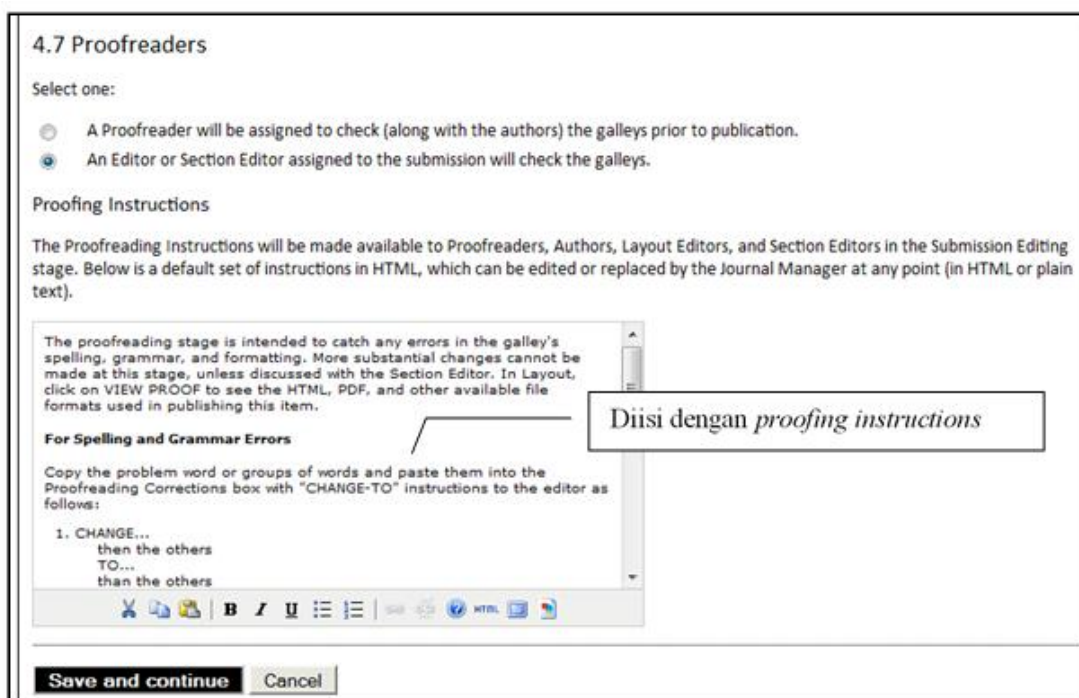 4.7 Proofreaders
Select one:
A Proofreader will be assigned to check (along with the authors) the galleys prior to publication.
An Editor or Section Editor assigned to the submission will check the galleys.
Proofing Instructions
The Proofreading Instructions will be made available to Proofreaders, Authors, Layout Editors, and Section Editors in the Submission Editing
stage. Below is a default set of instructions in HTML, which can be edited or replaced by the Journal Manager at any point (in HTML or plain
text).
The proofreading stage is intended to catch any errors in the galley's
spelling, grammar, and formatting. More substantial changes cannot be
made at this stage, unless discussed with the Section Editor. In Layout,
click on VIEW PROOF to see the HTML, PDF, and other available file
formats used in publishing this item.
Diisi dengan proofing instructions
For Spelling and Grammar Errors
Copy the problem word or groups of words and paste them into the
Proofreading Corrections box with "CHANGE-TO" instructions to the editor as
follows:
1. CHANGE...
then the others
TO...
than the others
B I U HTML
Save and continue Cancel